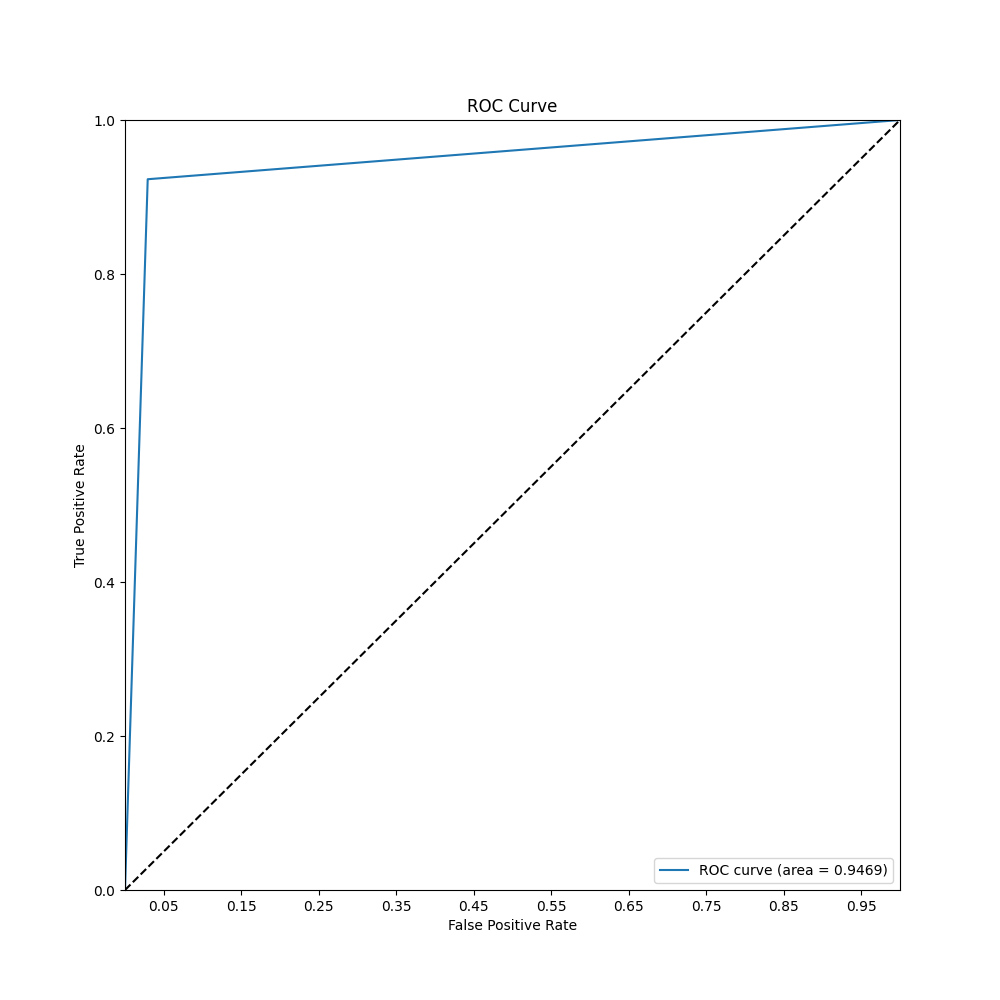 ROC Curve
1.0
0.8
0.6
0.4
0.2
0.0
True Positive Rate
ROC curve (area = 0.9469)
0.05 0.15 0.25 0.35 0.45 0.55 0.65 0.75 0.85 0.95
False Positive Rate